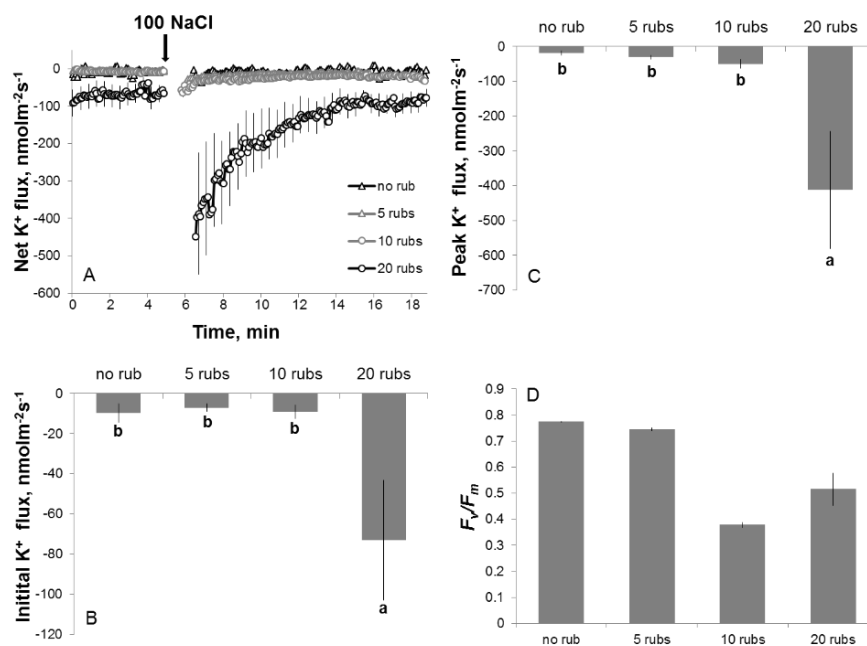 100 NaCl
0
-100
-200
-300
-400
-500
-600
Net K⁺ flux, nmolm⁻²s⁻¹
A
no rub
5 rubs
10 rubs
20 rubs
0 2 4 6 8 10 12 14 16 18
Time, min
no rub 5 rubs 10 rubs 20 rubs
0
-100
-200
-300
-400
-500
-600
-700
Peak K⁺ flux, nmolm⁻²s⁻¹
b b b a
C
no rub 5 rubs 10 rubs 20 rubs
0
-20
-40
-60
-80
-100
-120
Initital K⁺ flux, nmolm⁻²s⁻¹
b b b a
B
D
0.9
0.8
0.7
0.6
0.5
0.4
0.3
0.2
0.1
0
Fv/Fm
no rub 5 rubs 10 rubs 20 rubs